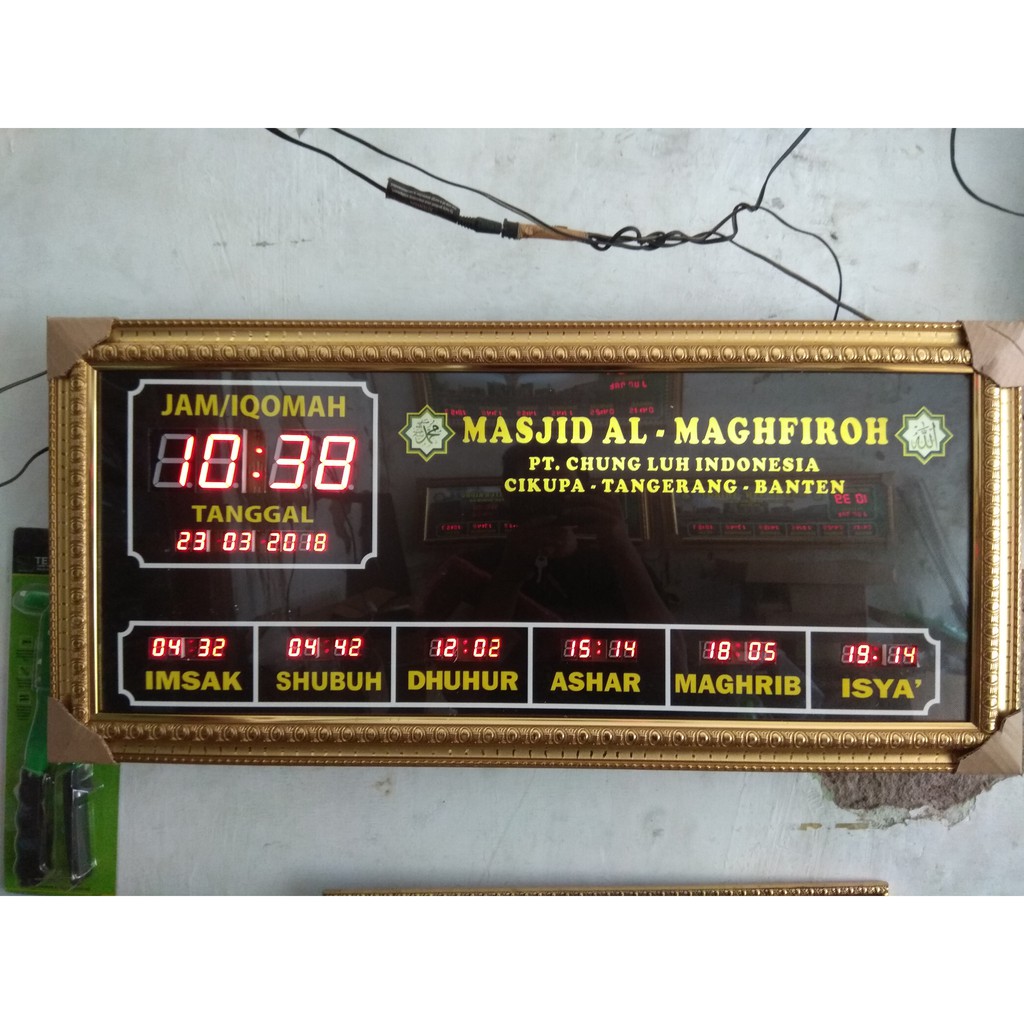 JAM/IQOMAH
10:38
TANGGAL
23 03 2018
MASJID AL - MAGHFIROH
PT. CHUNG LUH INDONESIA
CIKUPA - TANGERANG - BANTEN
04:32 04:42 12:02 15:14 18:05 19:14
IMSAK SHUBUH DHUHUR ASHAR MAGHRIB ISYA'